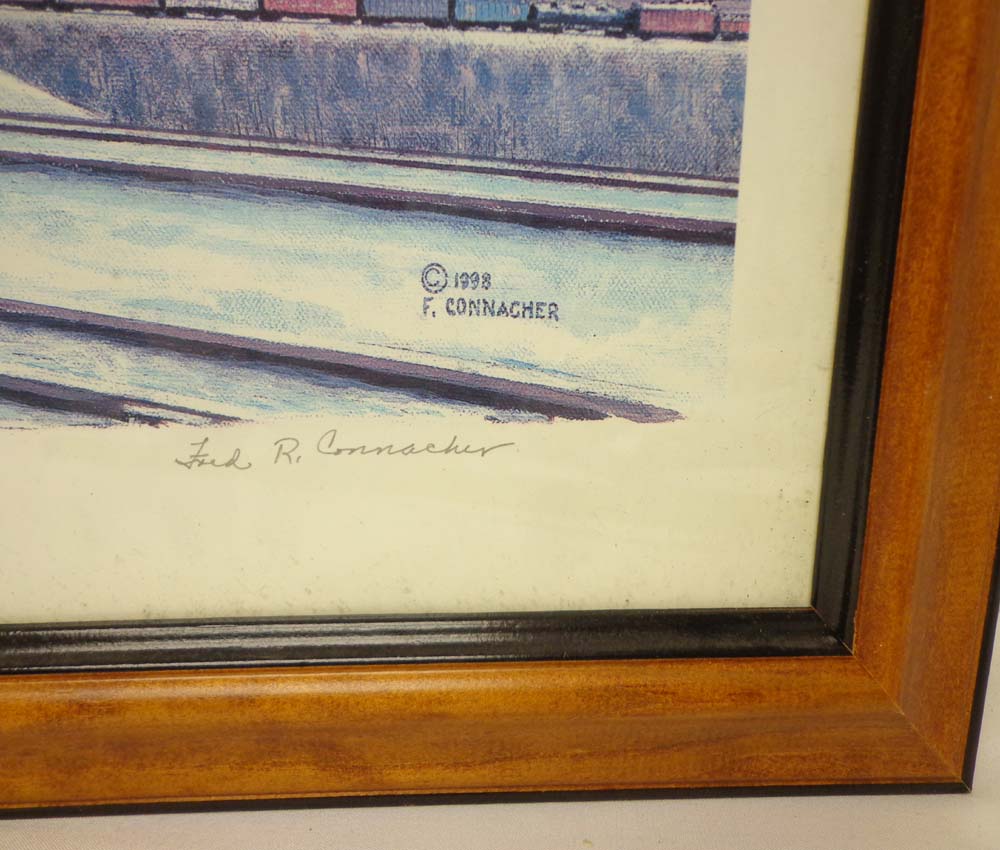 © 1998
F. CONNACHER
Fred R. Connacher